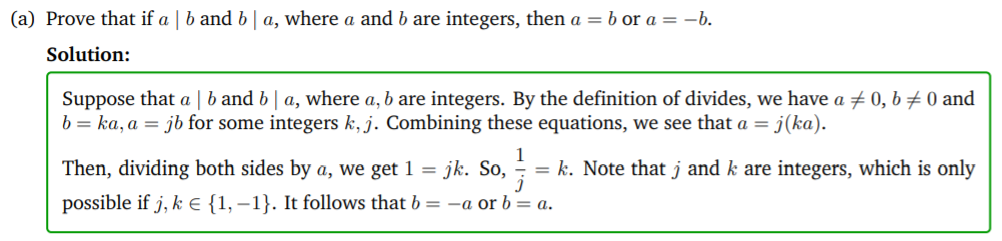 (a) Prove that if a | b and b | a, where a and b are integers, then a = b or a = −b.
Solution:
Suppose that a | b and b | a, where a, b are integers. By the definition of divides, we have a ≠ 0, b ≠ 0 and
b = ka, a = jb for some integers k, j. Combining these equations, we see that a = j(ka).
Then, dividing both sides by a, we get 1 = jk. So, 1/j = k. Note that j and k are integers, which is only
possible if j, k ∈ {1, −1}. It follows that b = −a or b = a.